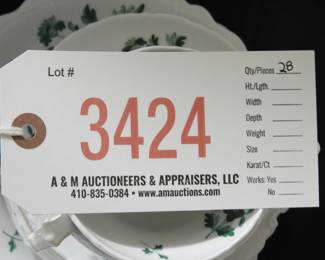 Lot #
3424
Qty/Pieces 28
Ht./Lgth.
Width
Depth
Weight
Size
Karat/Ct
Works: Yes
No
A & M AUCTIONEERS & APPRAISERS, LLC
410-835-0384 • www.amauctions.com